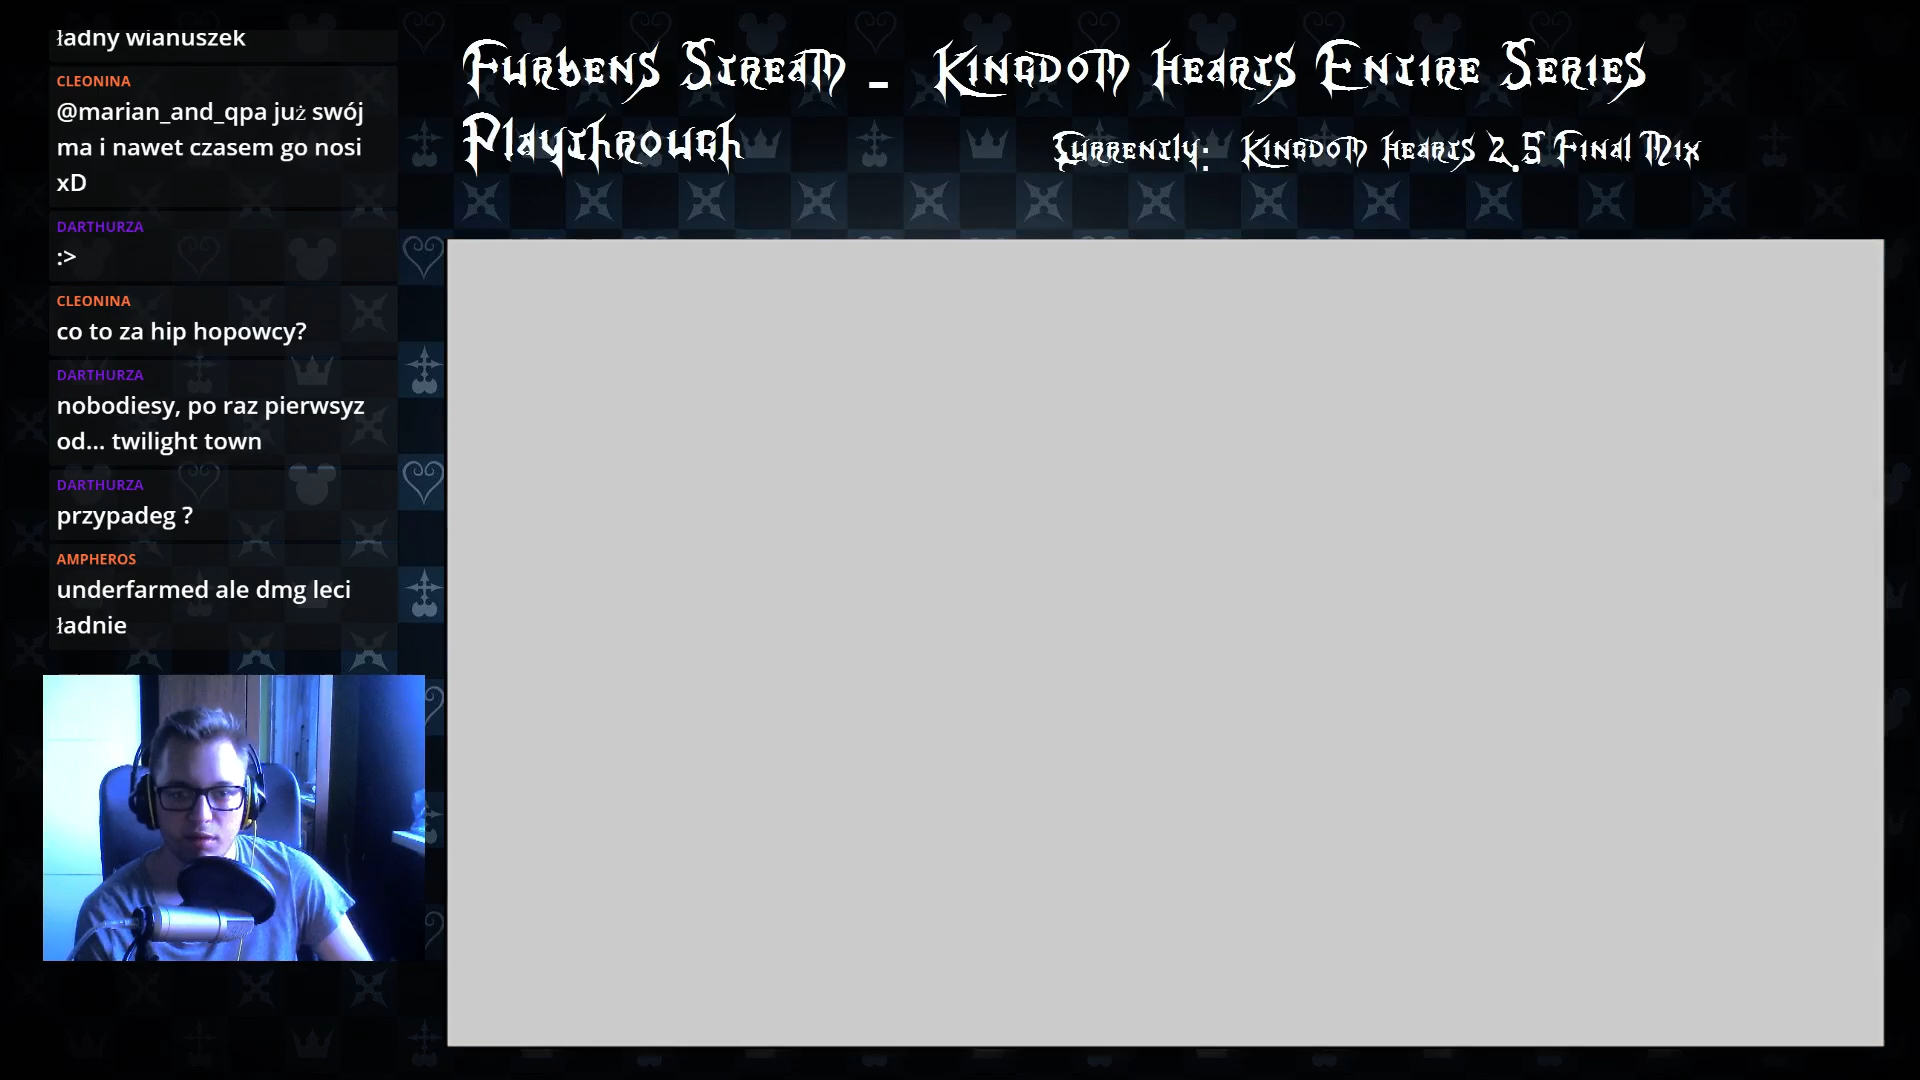 ładny wianuszek
CLEONINA
@marian_and_qpa już swój
ma i nawet czasem go nosi
xD
DARTHURZA
:>
CLEONINA
co to za hip hopowcy?
DARTHURZA
nobodiesy, po raz pierwsyz
od... twilight town
DARTHURZA
przypadeg ?
AMPHEROS
underfarmed ale dmg leci
ładnie
Furbens Stream - Kingdom Hearts Entire Series
Playthrough
Currently: Kingdom Hearts 2.5 Final Mix